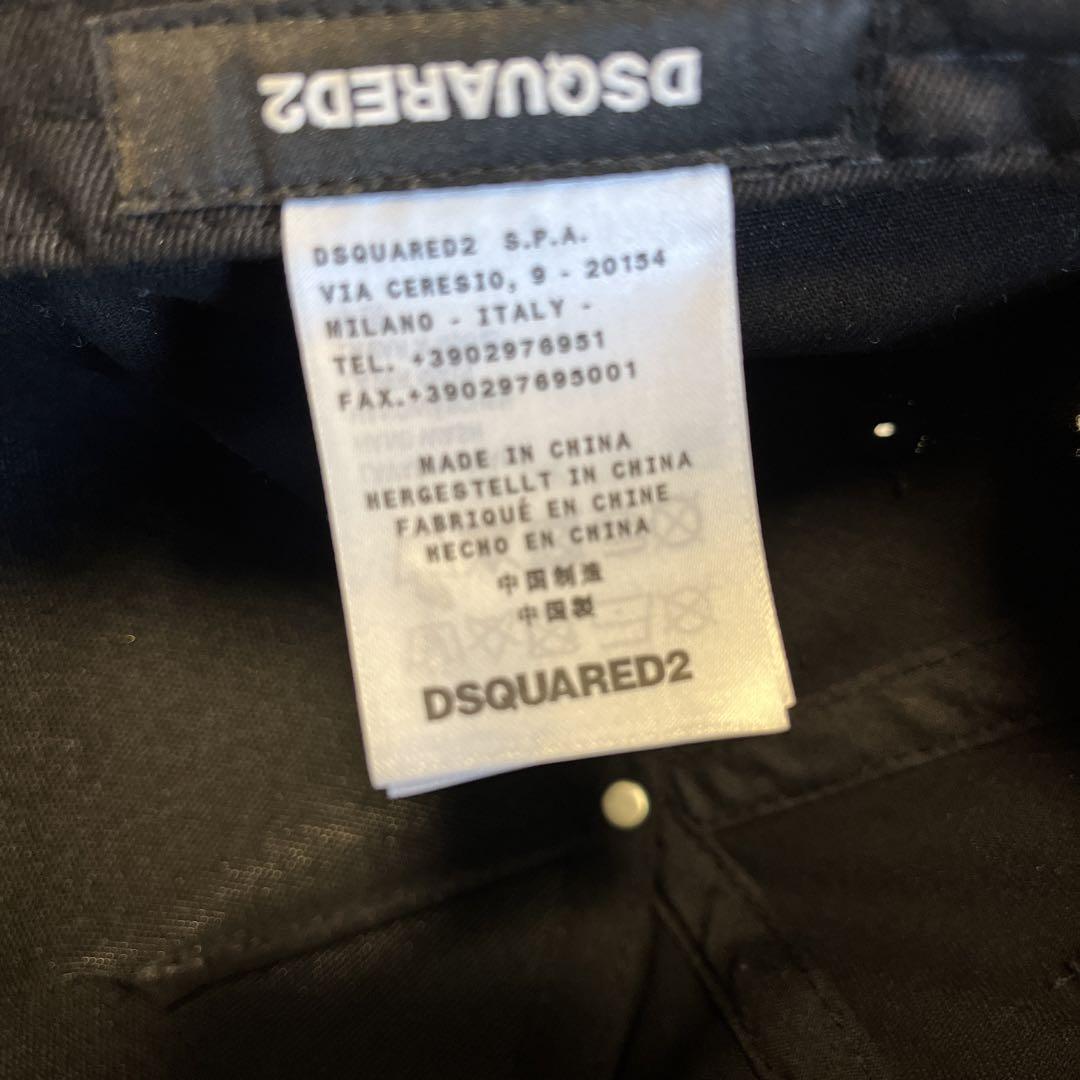 DSQUARED2
DSQUARED2 S.P.A.
VIA CERESIO, 9 - 20154
MILANO - ITALY -
TEL. +3902976951
FAX.+390297695001
MADE IN CHINA
HERGESTELLT IN CHINA
FABRIQUÉ EN CHINE
HECHO EN CHINA
中国制造
中国製
DSQUARED2